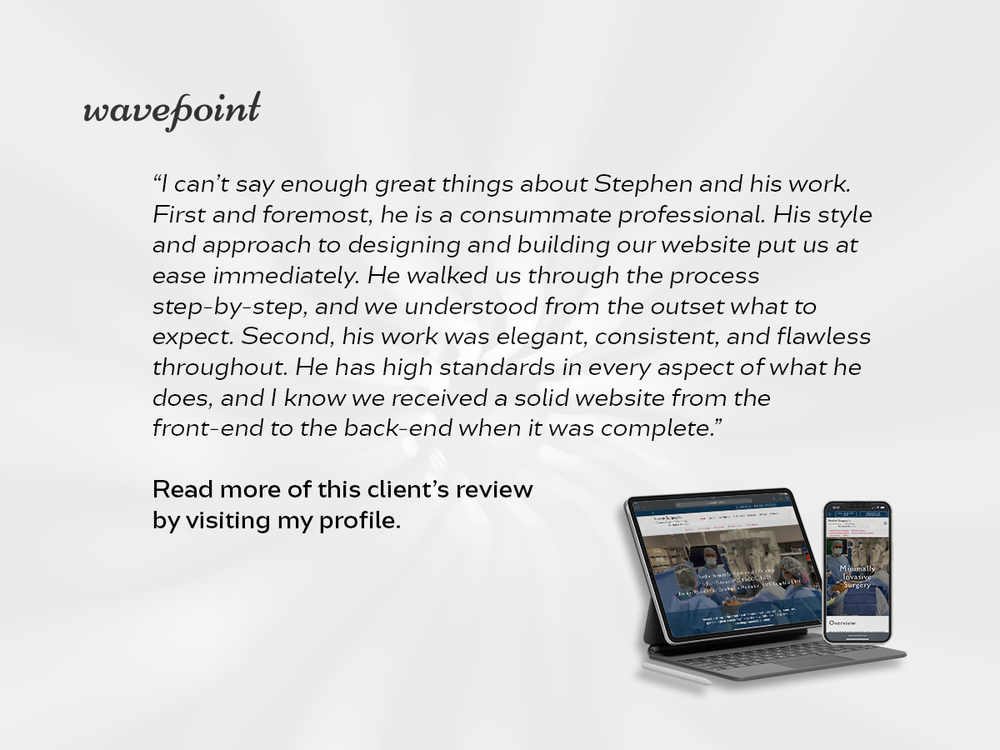 wavepoint
“I can’t say enough great things about Stephen and his work.
First and foremost, he is a consummate professional. His style
and approach to designing and building our website put us at
ease immediately. He walked us through the process
step-by-step, and we understood from the outset what to
expect. Second, his work was elegant, consistent, and flawless
throughout. He has high standards in every aspect of what he
does, and I know we received a solid website from the
front-end to the back-end when it was complete.”
Read more of this client’s review
by visiting my profile.
Minimally
Invasive
Surgery
Overview